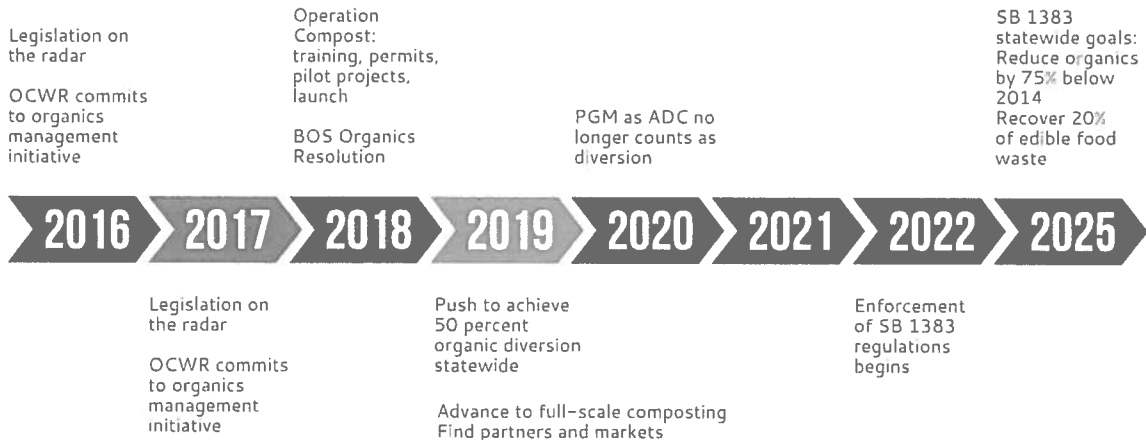 Legislation on
the radar
OCWR commits
to organics
management
initiative
Operation
Compost:
training, permits,
pilot projects,
launch
BOS Organics
Resolution
PGM as ADC no
longer counts as
diversion
SB 1383
statewide goals:
Reduce organics
by 75% below
2014
Recover 20%
of edible food
waste
2016
2017
2018
2019
2020
2021
2022
2025
Legislation on
the radar
OCWR commits
to organics
management
initiative
Push to achieve
50 percent
organic diversion
statewide
Advance to full-scale composting
Find partners and markets
Enforcement
of SB 1383
regulations
begins